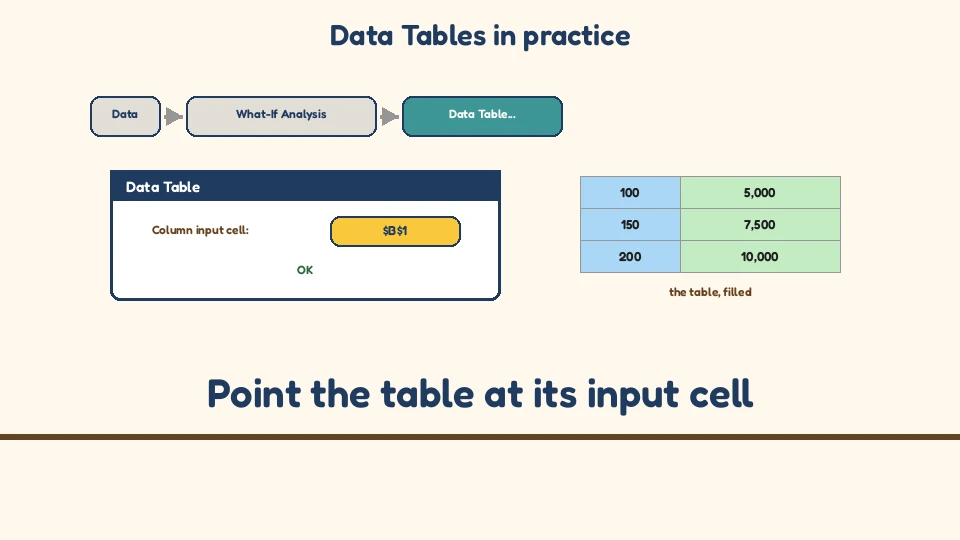 Data Tables in practice
Data
What-If Analysis
Data Table...
Data Table
Column input cell:
$B$1
OK
100
5,000
150
7,500
200
10,000
the table, filled
Point the table at its input cell